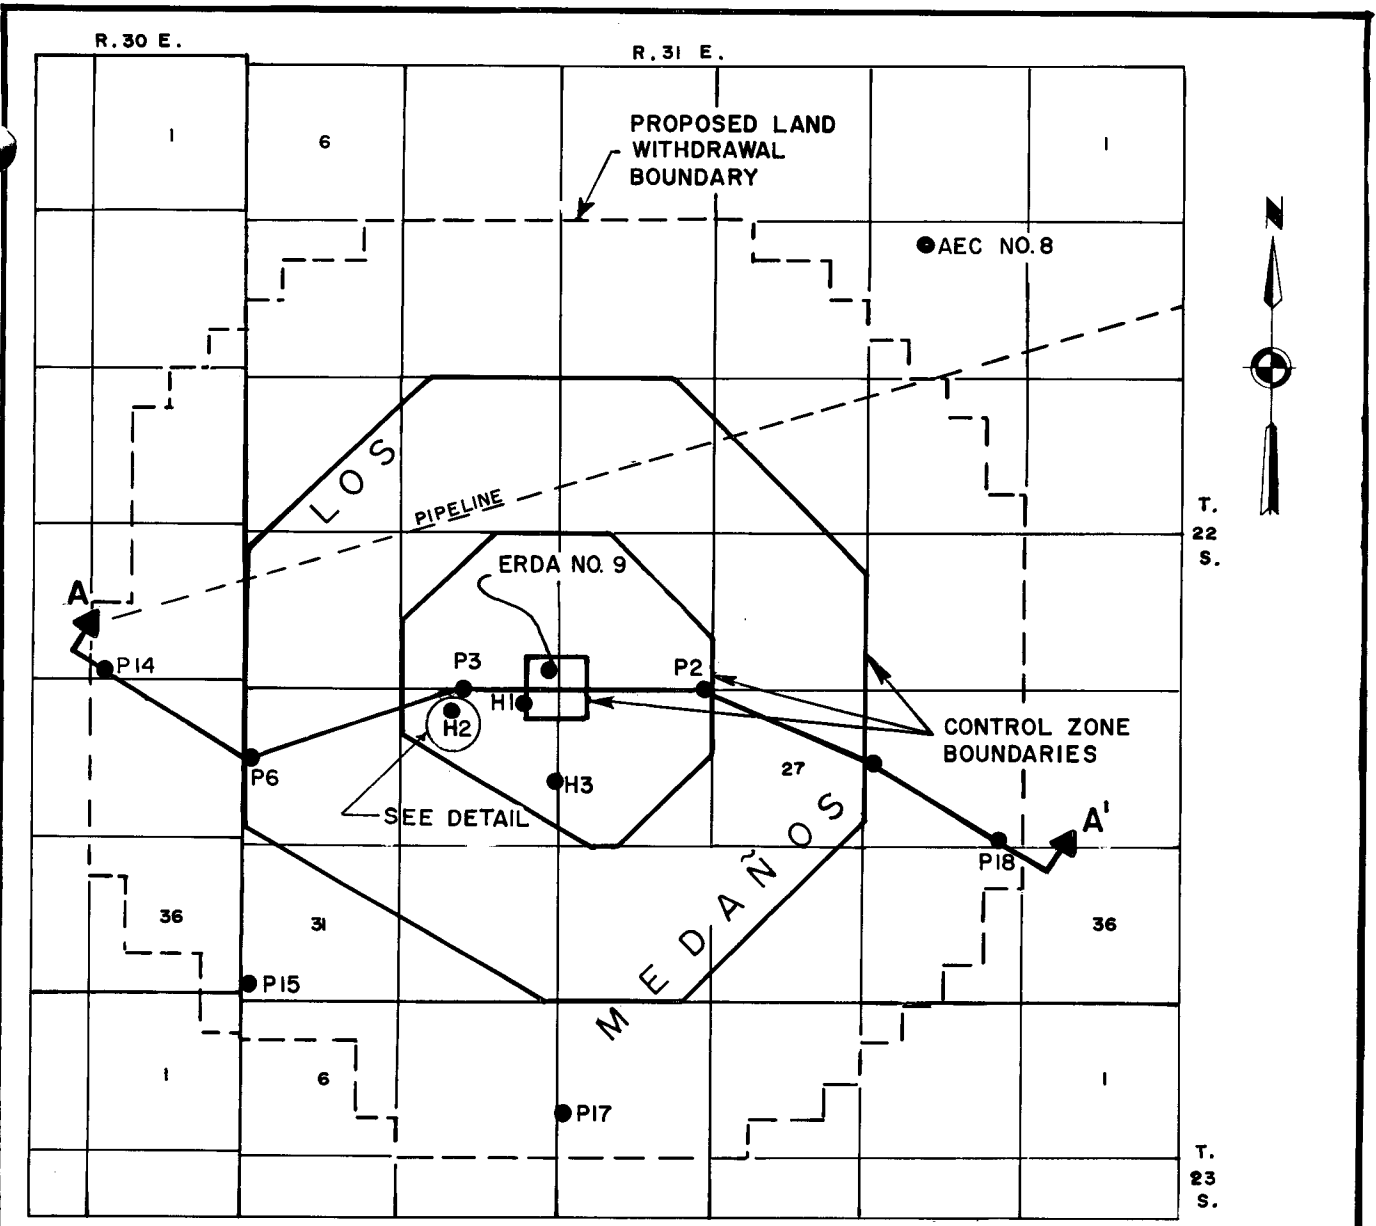 R. 30 E.
R. 31 E.
PROPOSED LAND
WITHDRAWAL
BOUNDARY
1
6
1
N
AEC NO. 8
LOS
PIPELINE
T.
22
S.
ERDA NO. 9
A
P14
P3
P2
H1
H2
CONTROL ZONE
BOUNDARIES
P6
27
H3
SEE DETAIL
A'
P18
MEDAÑOS
36
31
36
P15
1
6
1
P17
T.
23
S.